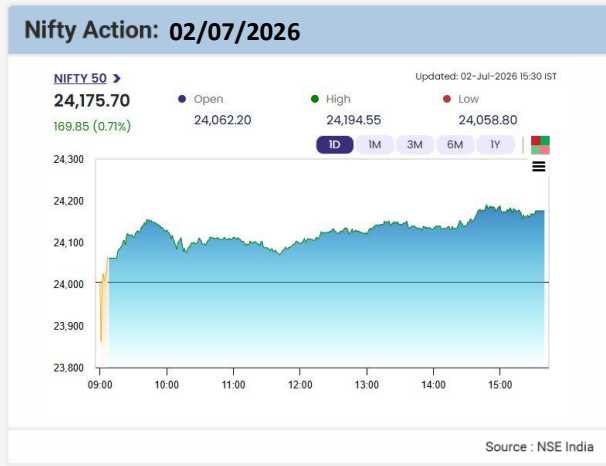 Nifty Action: 02/07/2026
NIFTY 50 >
Updated: 02-Jul-2026 15:30 IST
24,175.70
Open
High
Low
169.85 (0.71%)
24,062.20
24,194.55
24,058.80
1D 1M 3M 6M 1Y
24,300
24,200
24,100
24,000
23,900
23,800
09:00 10:00 11:00 12:00 13:00 14:00 15:00
Source : NSE India